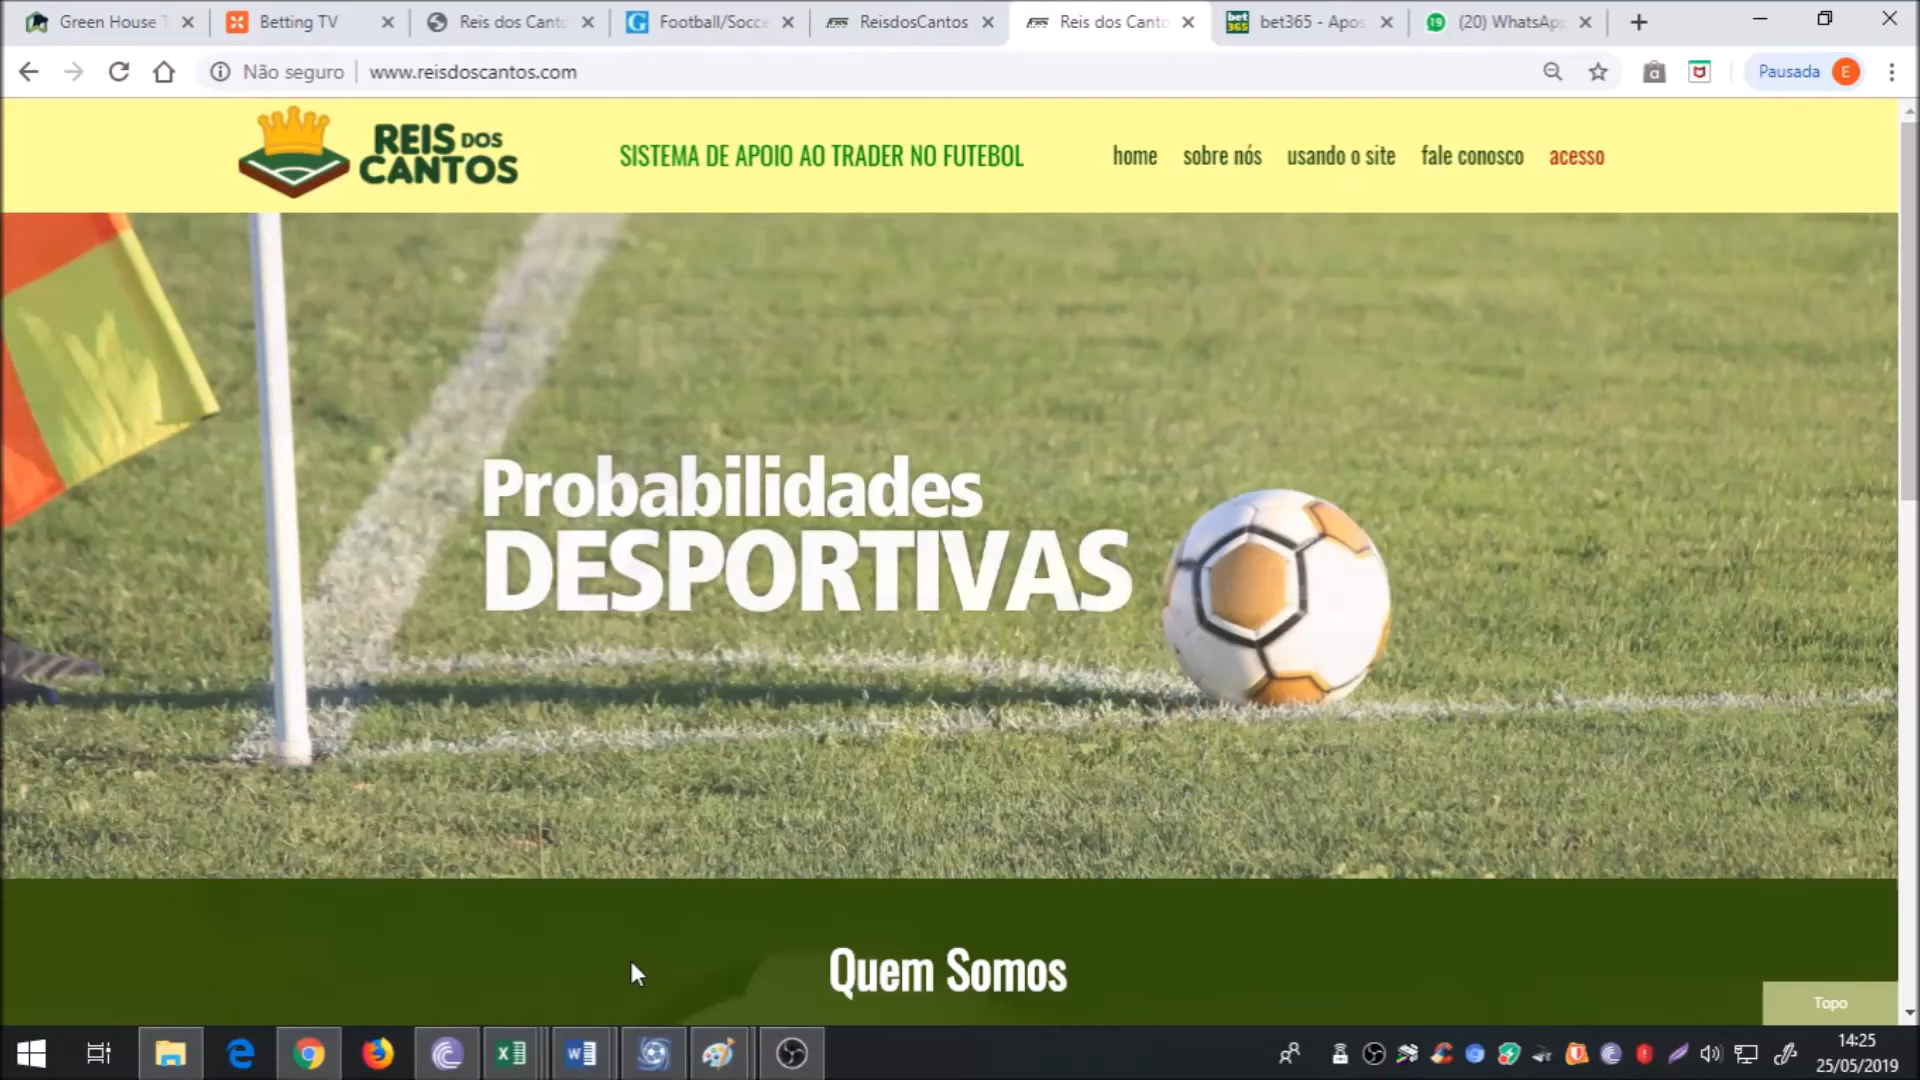 Green House
Betting TV
Reis dos Canto
Football/Socce
ReisdosCantos
Reis dos Canto
bet365 - Apos
(20) WhatsApp
Não seguro
www.reisdoscantos.com
Pausada
E
REIS DOS
CANTOS
SISTEMA DE APOIO AO TRADER NO FUTEBOL
home
sobre nós
usando o site
fale conosco
acesso
Probabilidades
DESPORTIVAS
Quem Somos
Topo
14:25
25/05/2019